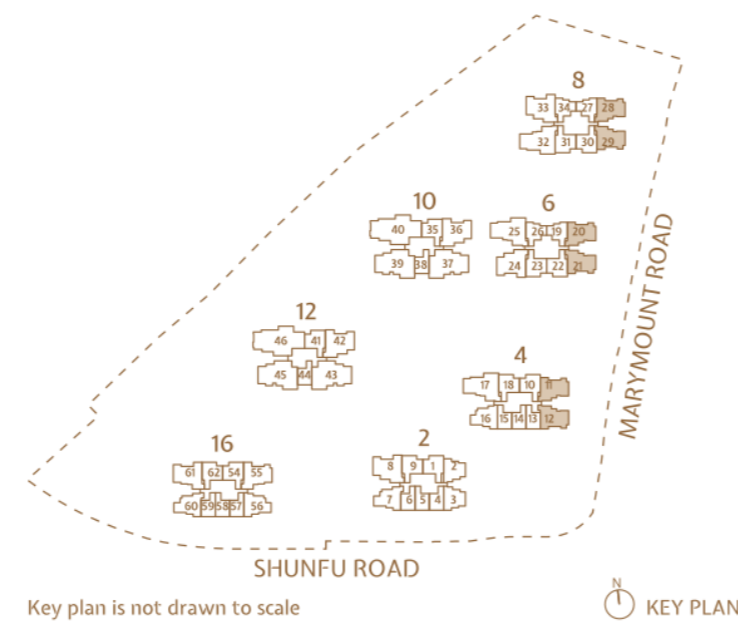 8
33 34 27 28
32 31 30 29
10
40 35 36
39 38 37
6
25 26 19 20
24 23 22 21
MARYMOUNT ROAD
12
46 41 42
45 44 43
4
17 18 10 11
16 15 14 13 12
16
61 62 54 55
60 59 58 57 56
2
8 9 1 2
7 6 5 4 3
SHUNFU ROAD
Key plan is not drawn to scale
N
KEY PLAN